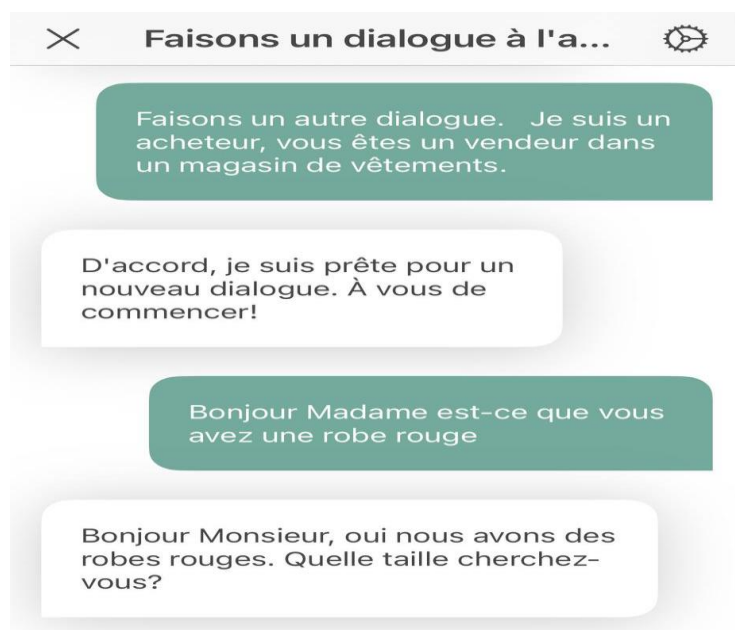 Faisons un dialogue à l'a...
Faisons un autre dialogue. Je suis un
acheteur, vous êtes un vendeur dans
un magasin de vêtements.
D'accord, je suis prête pour un
nouveau dialogue. À vous de
commencer!
Bonjour Madame est-ce que vous
avez une robe rouge
Bonjour Monsieur, oui nous avons des
robes rouges. Quelle taille cherchez-
vous?